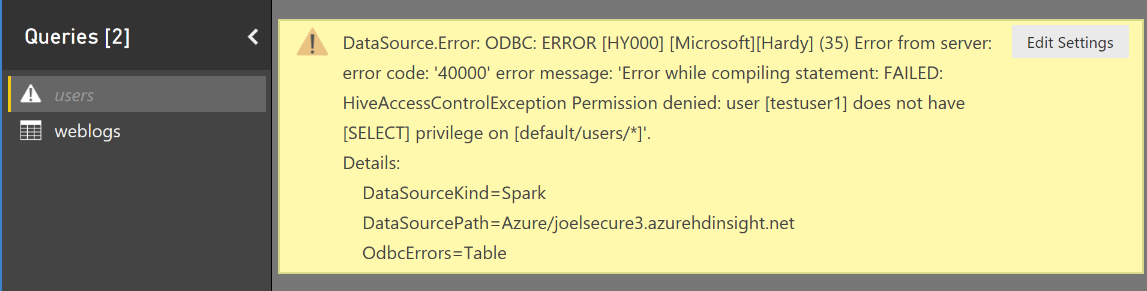 Queries [2]
users
weblogs
DataSource.Error: ODBC: ERROR [HY000] [Microsoft][Hardy] (35) Error from server:
error code: '40000' error message: 'Error while compiling statement: FAILED:
HiveAccessControlException Permission denied: user [testuser1] does not have
[SELECT] privilege on [default/users/*]'.
Details:
DataSourceKind=Spark
DataSourcePath=Azure/joelsecure3.azurehdinsight.net
OdbcErrors=Table
Edit Settings